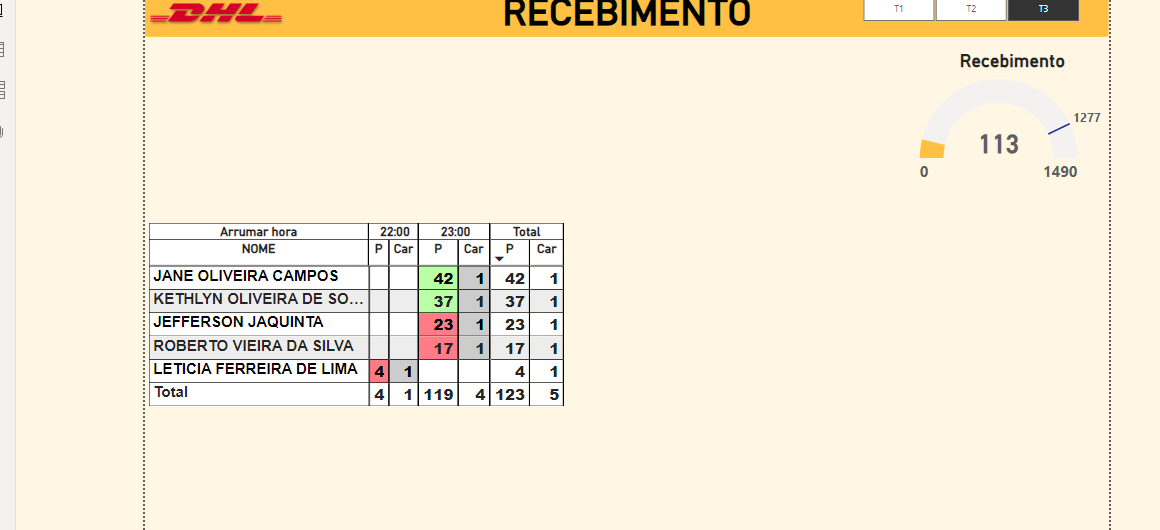 DHL RECEBIMENTO T1 T2 T3
Recebimento
1277
113
0 1490
Arrumar hora 22:00 23:00 Total
NOME P Car P Car P Car
JANE OLIVEIRA CAMPOS 42 1 42 1
KETHLYN OLIVEIRA DE SO... 37 1 37 1
JEFFERSON JAQUINTA 23 1 23 1
ROBERTO VIEIRA DA SILVA 17 1 17 1
LETICIA FERREIRA DE LIMA 4 1 4 1
Total 4 1 119 4 123 5